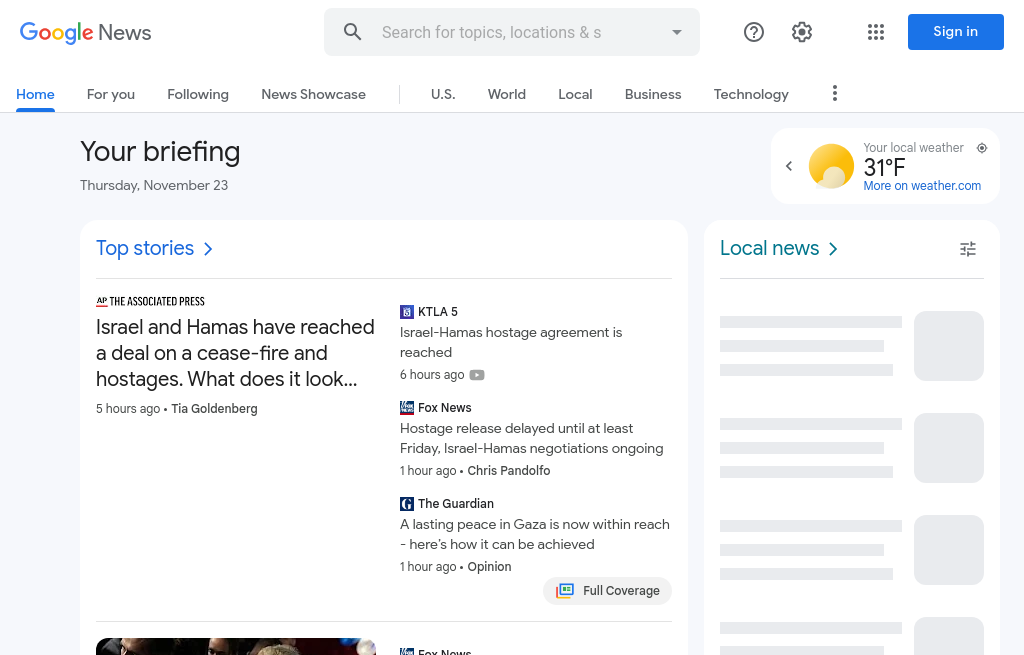 Google News
Search for topics, locations & s
Sign in
Home
For you
Following
News Showcase
U.S.
World
Local
Business
Technology
Your briefing
Thursday, November 23
Your local weather
31°F
More on weather.com
Top stories
AP THE ASSOCIATED PRESS
Israel and Hamas have reached
a deal on a cease-fire and
hostages. What does it look...
5 hours ago • Tia Goldenberg
KTLA 5
Israel-Hamas hostage agreement is
reached
6 hours ago
Fox News
Hostage release delayed until at least
Friday, Israel-Hamas negotiations ongoing
1 hour ago • Chris Pandolfo
The Guardian
A lasting peace in Gaza is now within reach
- here's how it can be achieved
1 hour ago • Opinion
Full Coverage
Fox News
Local news